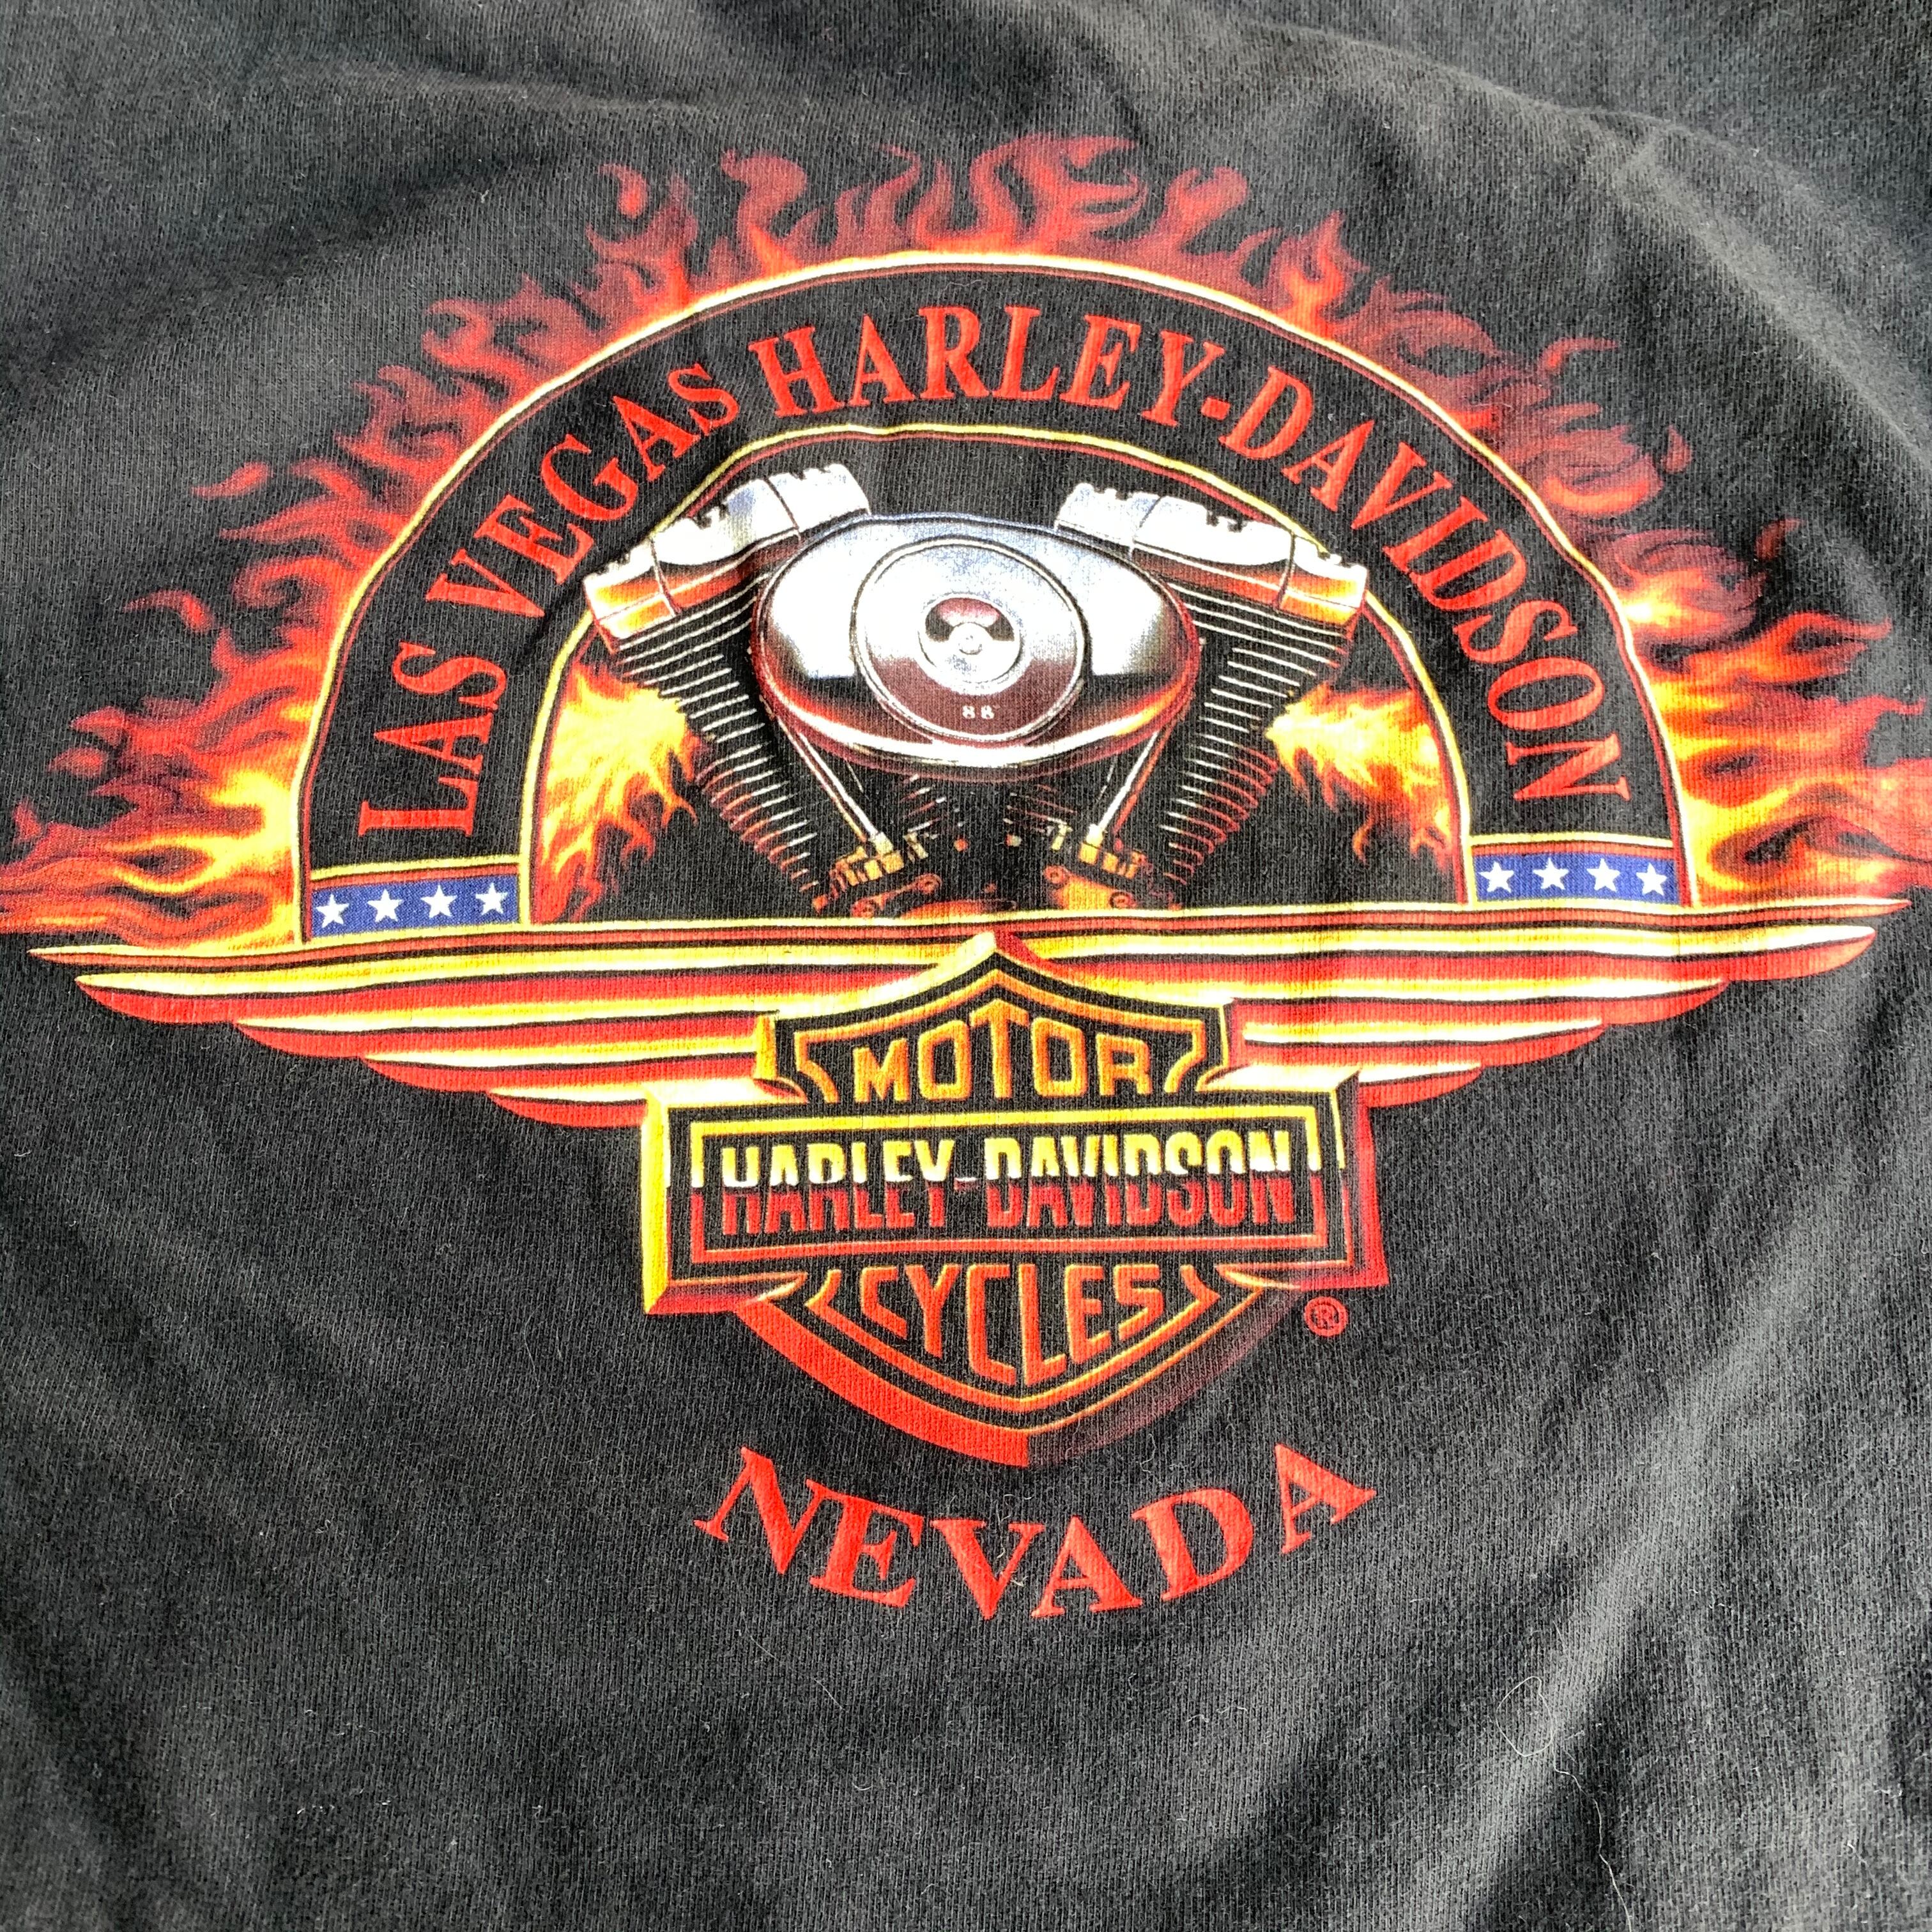 LAS VEGAS HARLEY-DAVIDSON
88
MOTOR
HARLEY-DAVIDSON
CYCLES
®
NEVADA